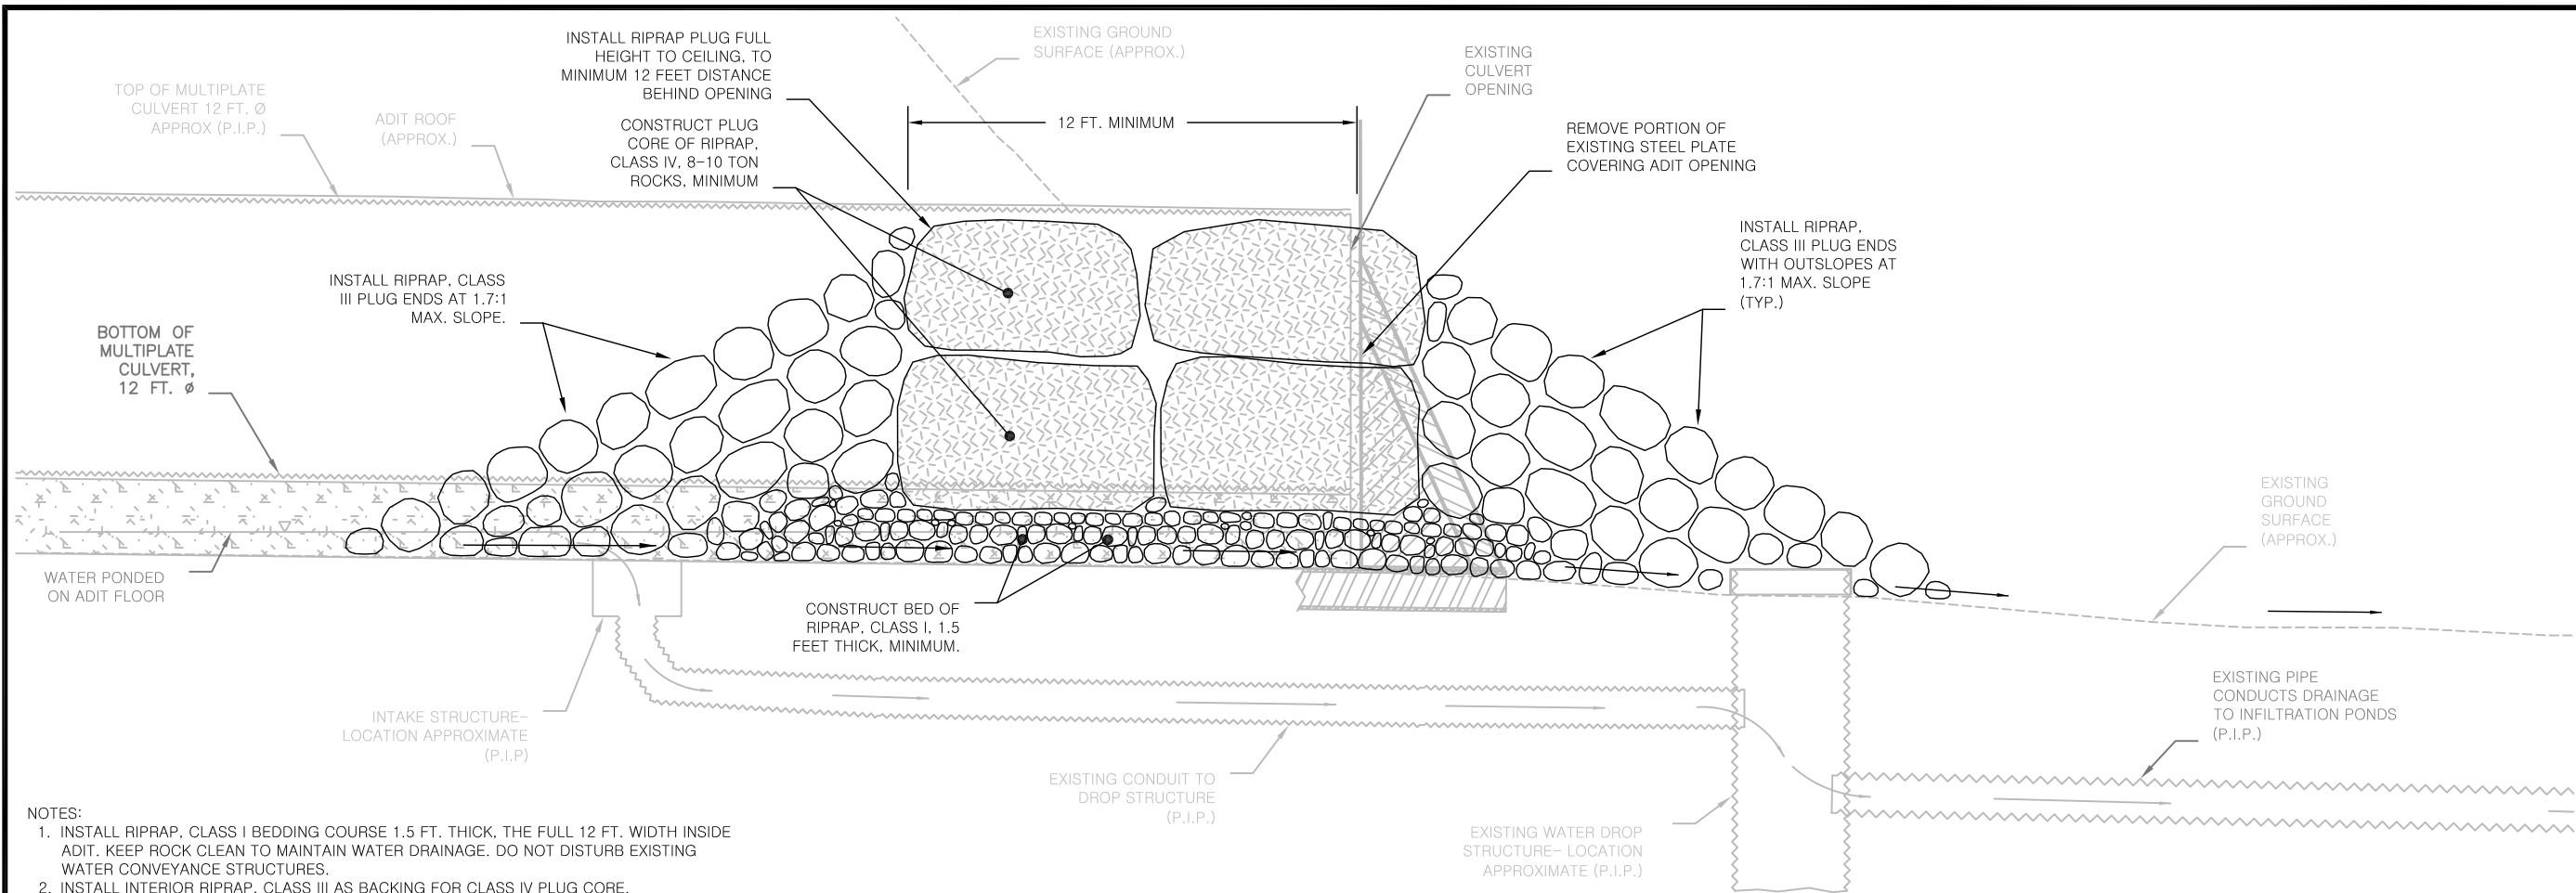 INSTALL RIPRAP PLUG FULL
HEIGHT TO CEILING, TO
MINIMUM 12 FEET DISTANCE
BEHIND OPENING
EXISTING GROUND
SURFACE (APPROX.)
EXISTING
CULVERT
OPENING
TOP OF MULTIPLATE
CULVERT 12 FT. Ø
APPROX (P.I.P.)
ADIT ROOF
(APPROX.)
CONSTRUCT PLUG
CORE OF RIPRAP,
CLASS IV, 8-10 TON
ROCKS, MINIMUM
12 FT. MINIMUM
REMOVE PORTION OF
EXISTING STEEL PLATE
COVERING ADIT OPENING
INSTALL RIPRAP,
CLASS III PLUG ENDS
WITH OUTSLOPES AT
1.7:1 MAX. SLOPE
(TYP.)
INSTALL RIPRAP, CLASS
III PLUG ENDS AT 1.7:1
MAX. SLOPE.
BOTTOM OF
MULTIPLATE
CULVERT,
12 FT. ø
EXISTING
GROUND
SURFACE
(APPROX.)
WATER PONDED
ON ADIT FLOOR
CONSTRUCT BED OF
RIPRAP, CLASS I, 1.5
FEET THICK, MINIMUM.
INTAKE STRUCTURE-
LOCATION APPROXIMATE
(P.I.P)
EXISTING PIPE
CONDUCTS DRAINAGE
TO INFILTRATION PONDS
(P.I.P.)
EXISTING CONDUIT TO
DROP STRUCTURE
(P.I.P.)
EXISTING WATER DROP
STRUCTURE- LOCATION
APPROXIMATE (P.I.P.)
NOTES:
1. INSTALL RIPRAP, CLASS I BEDDING COURSE 1.5 FT. THICK, THE FULL 12 FT. WIDTH INSIDE
ADIT. KEEP ROCK CLEAN TO MAINTAIN WATER DRAINAGE. DO NOT DISTURB EXISTING
WATER CONVEYANCE STRUCTURES.
2. INSTALL INTERIOR RIPRAP, CLASS III AS BACKING FOR CLASS IV PLUG CORE.